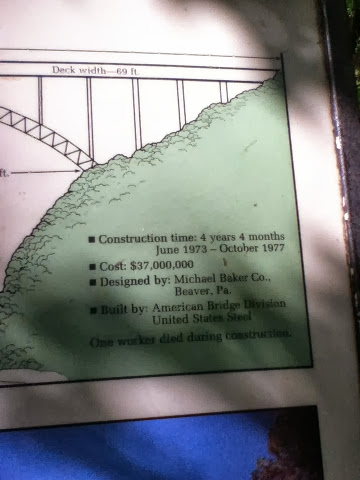 Deck width—69 ft.
ft.
■ Construction time: 4 years 4 months
June 1973 – October 1977
■ Cost: $37,000,000
■ Designed by: Michael Baker Co.,
Beaver, Pa.
■ Built by: American Bridge Division
United States Steel
One worker died during construction.